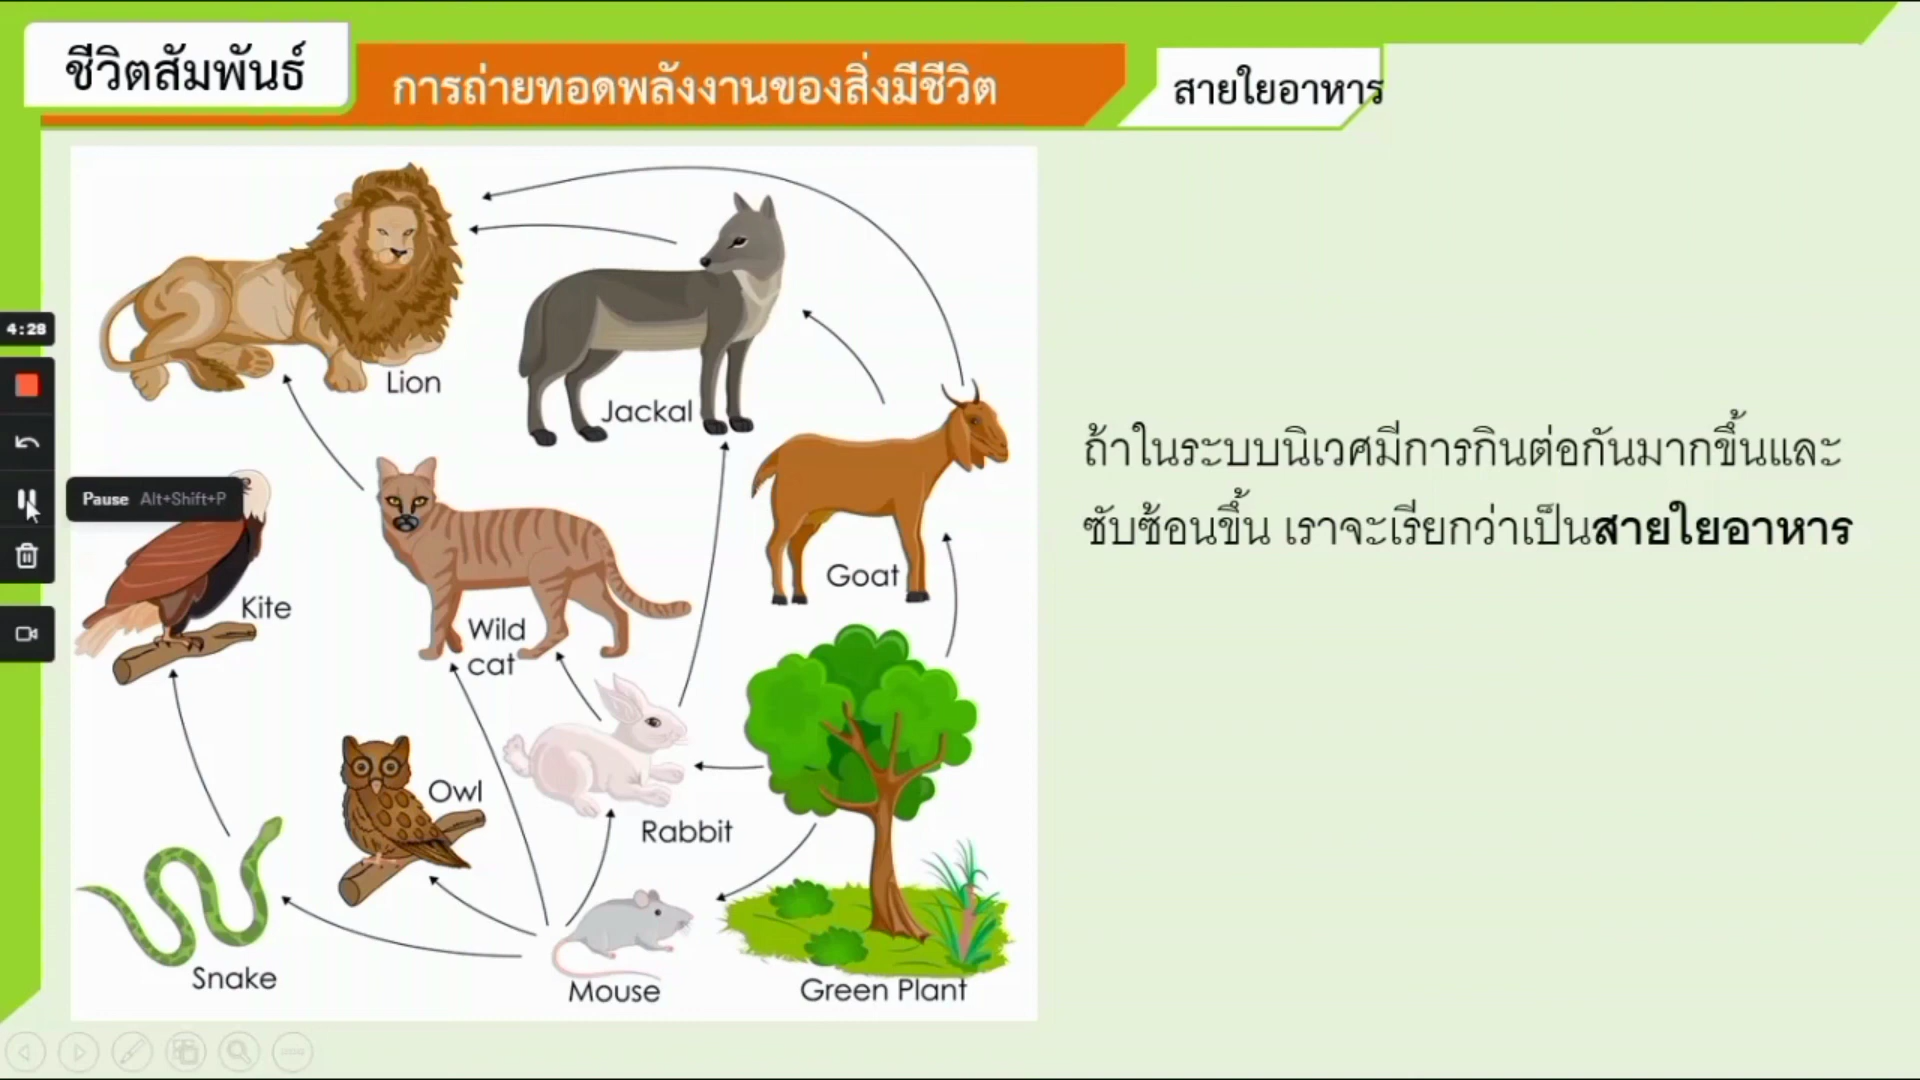 ชีวิตสัมพันธ์
การถ่ายทอดพลังงานของสิ่งมีชีวิต
สายใยอาหาร
4:28
Lion
Jackal
Pause Alt+Shift+P
Goat
Kite
Wild
cat
Owl
Rabbit
Snake
Mouse
Green Plant
ถ้าในระบบนิเวศมีการกินต่อกันมากขึ้นและ
ซับซ้อนขึ้น เราจะเรียกว่าเป็นสายใยอาหาร